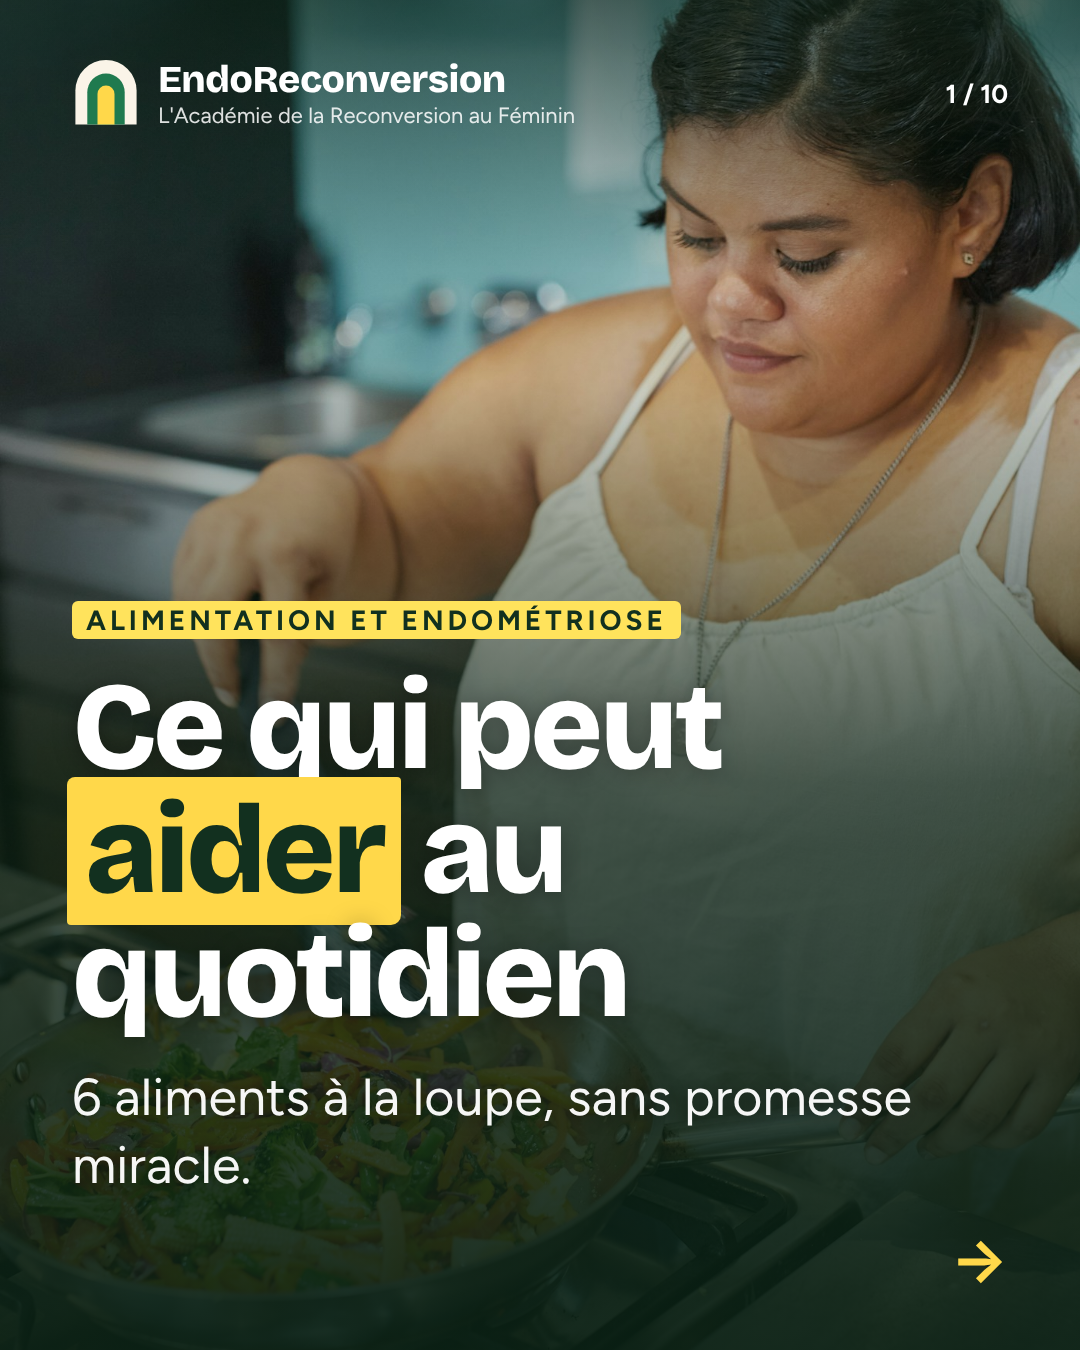 EndoReconversion
L'Académie de la Reconversion au Féminin
1 / 10
ALIMENTATION ET ENDOMÉTRIOSE
Ce qui peut
aider au
quotidien
6 aliments à la loupe, sans promesse
miracle.